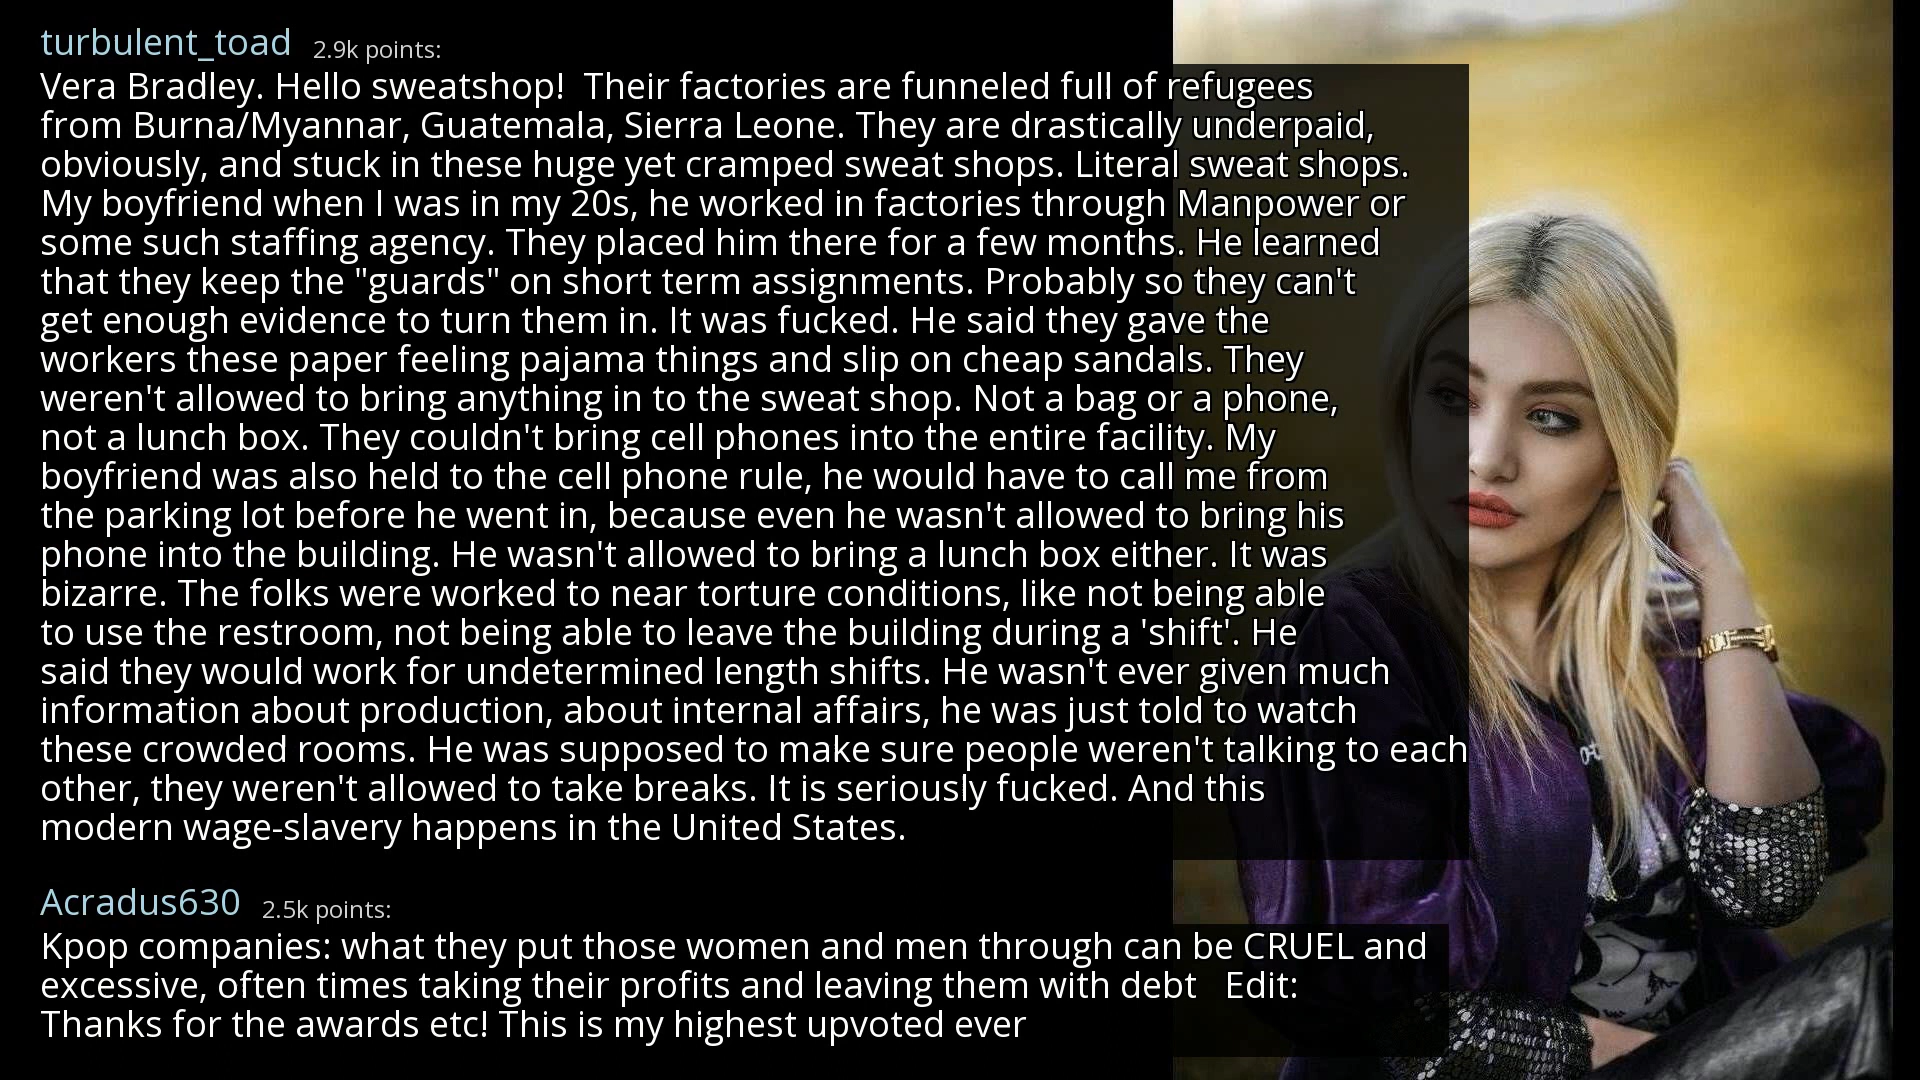 turbulent_toad 2.9k points:
Vera Bradley. Hello sweatshop!  Their factories are funneled full of refugees
from Burna/Myannar, Guatemala, Sierra Leone. They are drastically underpaid,
obviously, and stuck in these huge yet cramped sweat shops. Literal sweat shops.
My boyfriend when I was in my 20s, he worked in factories through Manpower or
some such staffing agency. They placed him there for a few months. He learned
that they keep the "guards" on short term assignments. Probably so they can't
get enough evidence to turn them in. It was fucked. He said they gave the
workers these paper feeling pajama things and slip on cheap sandals. They
weren't allowed to bring anything in to the sweat shop. Not a bag or a phone,
not a lunch box. They couldn't bring cell phones into the entire facility. My
boyfriend was also held to the cell phone rule, he would have to call me from
the parking lot before he went in, because even he wasn't allowed to bring his
phone into the building. He wasn't allowed to bring a lunch box either. It was
bizarre. The folks were worked to near torture conditions, like not being able
to use the restroom, not being able to leave the building during a 'shift'. He
said they would work for undetermined length shifts. He wasn't ever given much
information about production, about internal affairs, he was just told to watch
these crowded rooms. He was supposed to make sure people weren't talking to each
other, they weren't allowed to take breaks. It is seriously fucked. And this
modern wage-slavery happens in the United States.
Acradus630 2.5k points:
Kpop companies: what they put those women and men through can be CRUEL and
excessive, often times taking their profits and leaving them with debt   Edit:
Thanks for the awards etc! This is my highest upvoted ever